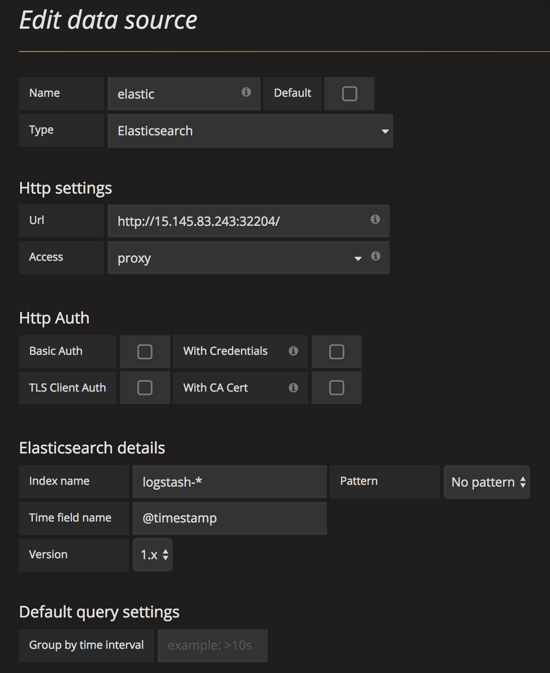 Edit data source
Name elastic Default
Type Elasticsearch
Http settings
Url http://15.145.83.243:32204/
Access proxy
Http Auth
Basic Auth With Credentials
TLS Client Auth With CA Cert
Elasticsearch details
Index name logstash-* Pattern No pattern
Time field name @timestamp
Version 1.x
Default query settings
Group by time interval example: >10s